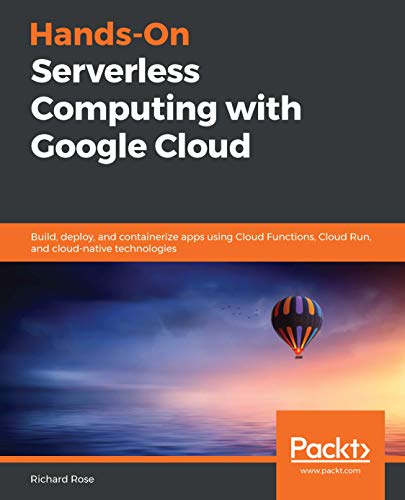 Hands-On
Serverless
Computing with
Google Cloud
Build, deploy, and containerize apps using Cloud Functions, Cloud Run,
and cloud-native technologies
Packt>
www.packt.com
Richard Rose